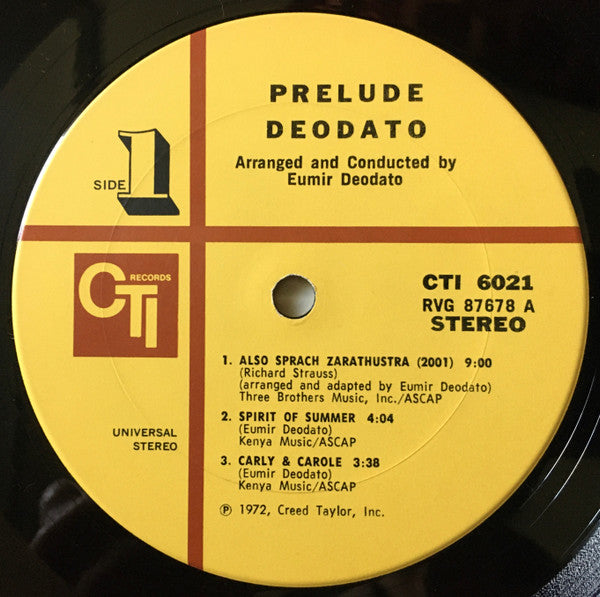 PRELUDE
DEODATO
Arranged and Conducted by
Eumir Deodato
SIDE 1
CTI RECORDS
CTI 6021
RVG 87678 A
STEREO
1. ALSO SPRACH ZARATHUSTRA (2001) 9:00
(Richard Strauss)
(arranged and adapted by Eumir Deodato)
Three Brothers Music, Inc./ASCAP
2. SPIRIT OF SUMMER 4:04
(Eumir Deodato)
Kenya Music/ASCAP
3. CARLY & CAROLE 3:38
(Eumir Deodato)
Kenya Music/ASCAP
UNIVERSAL
STEREO
℗ 1972, Creed Taylor, Inc.